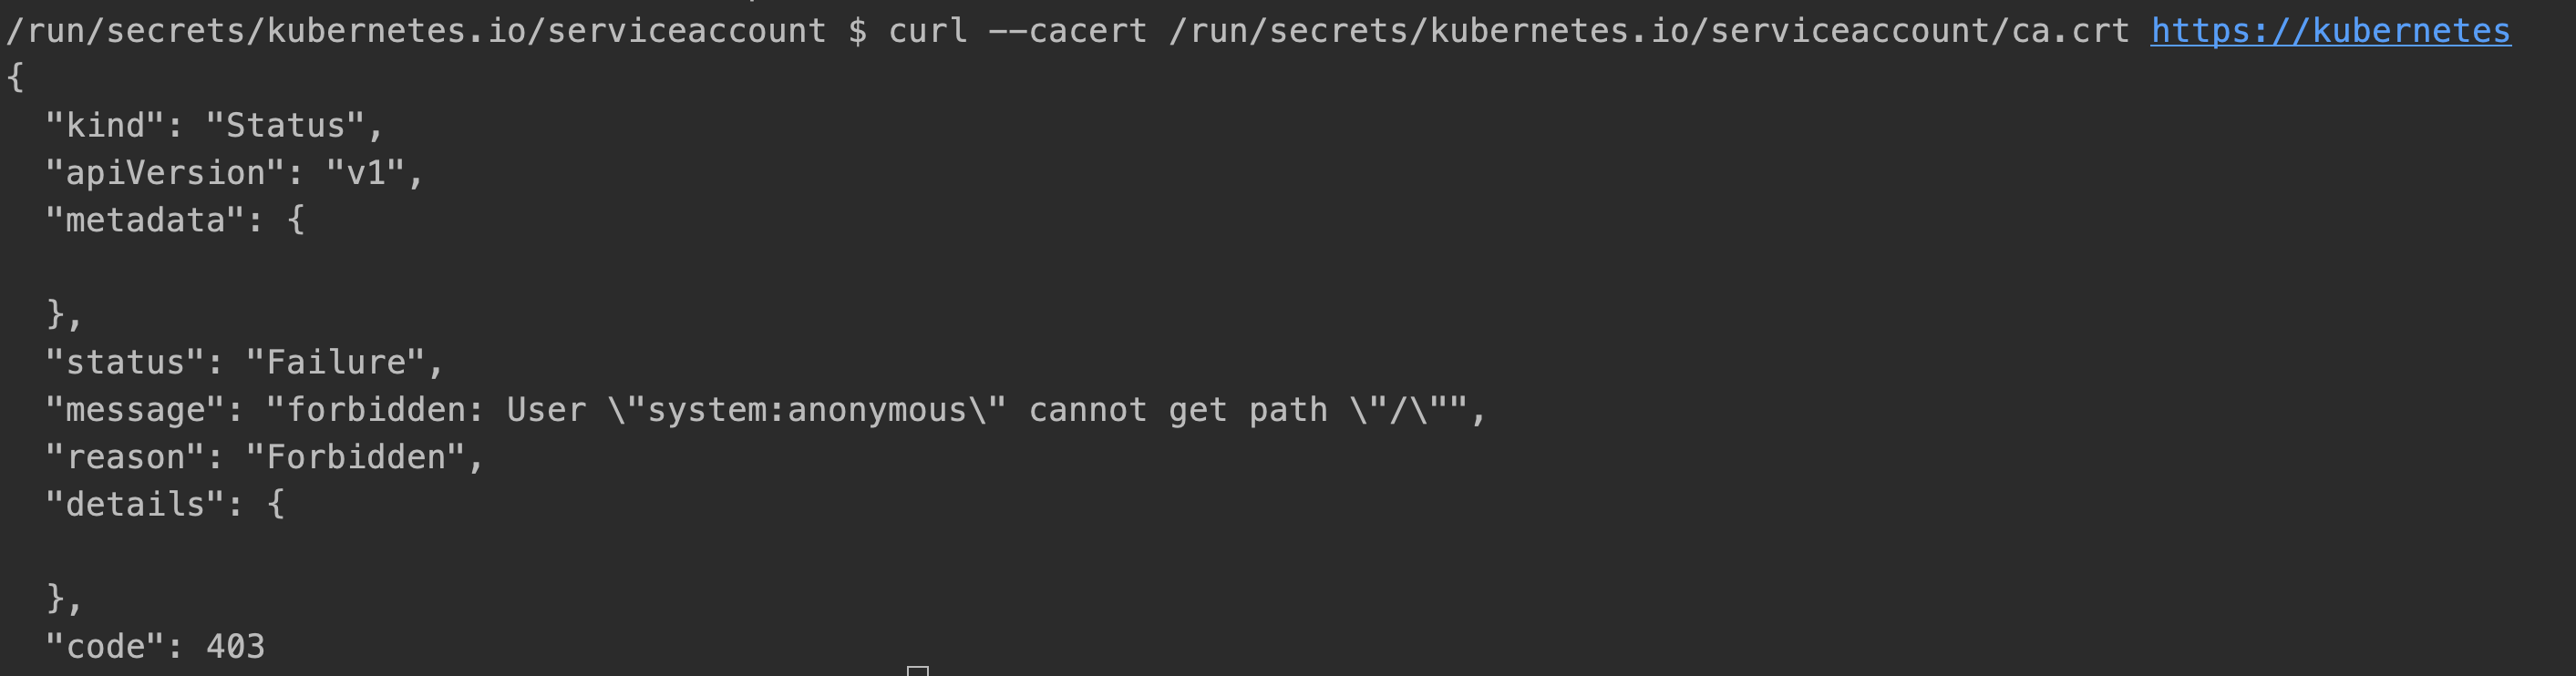 /run/secrets/kubernetes.io/serviceaccount $ curl --cacert /run/secrets/kubernetes.io/serviceaccount/ca.crt https://kubernetes
{
  "kind": "Status",
  "apiVersion": "v1",
  "metadata": {

  },
  "status": "Failure",
  "message": "forbidden: User \"system:anonymous\" cannot get path \"/\"",
  "reason": "Forbidden",
  "details": {

  },
  "code": 403